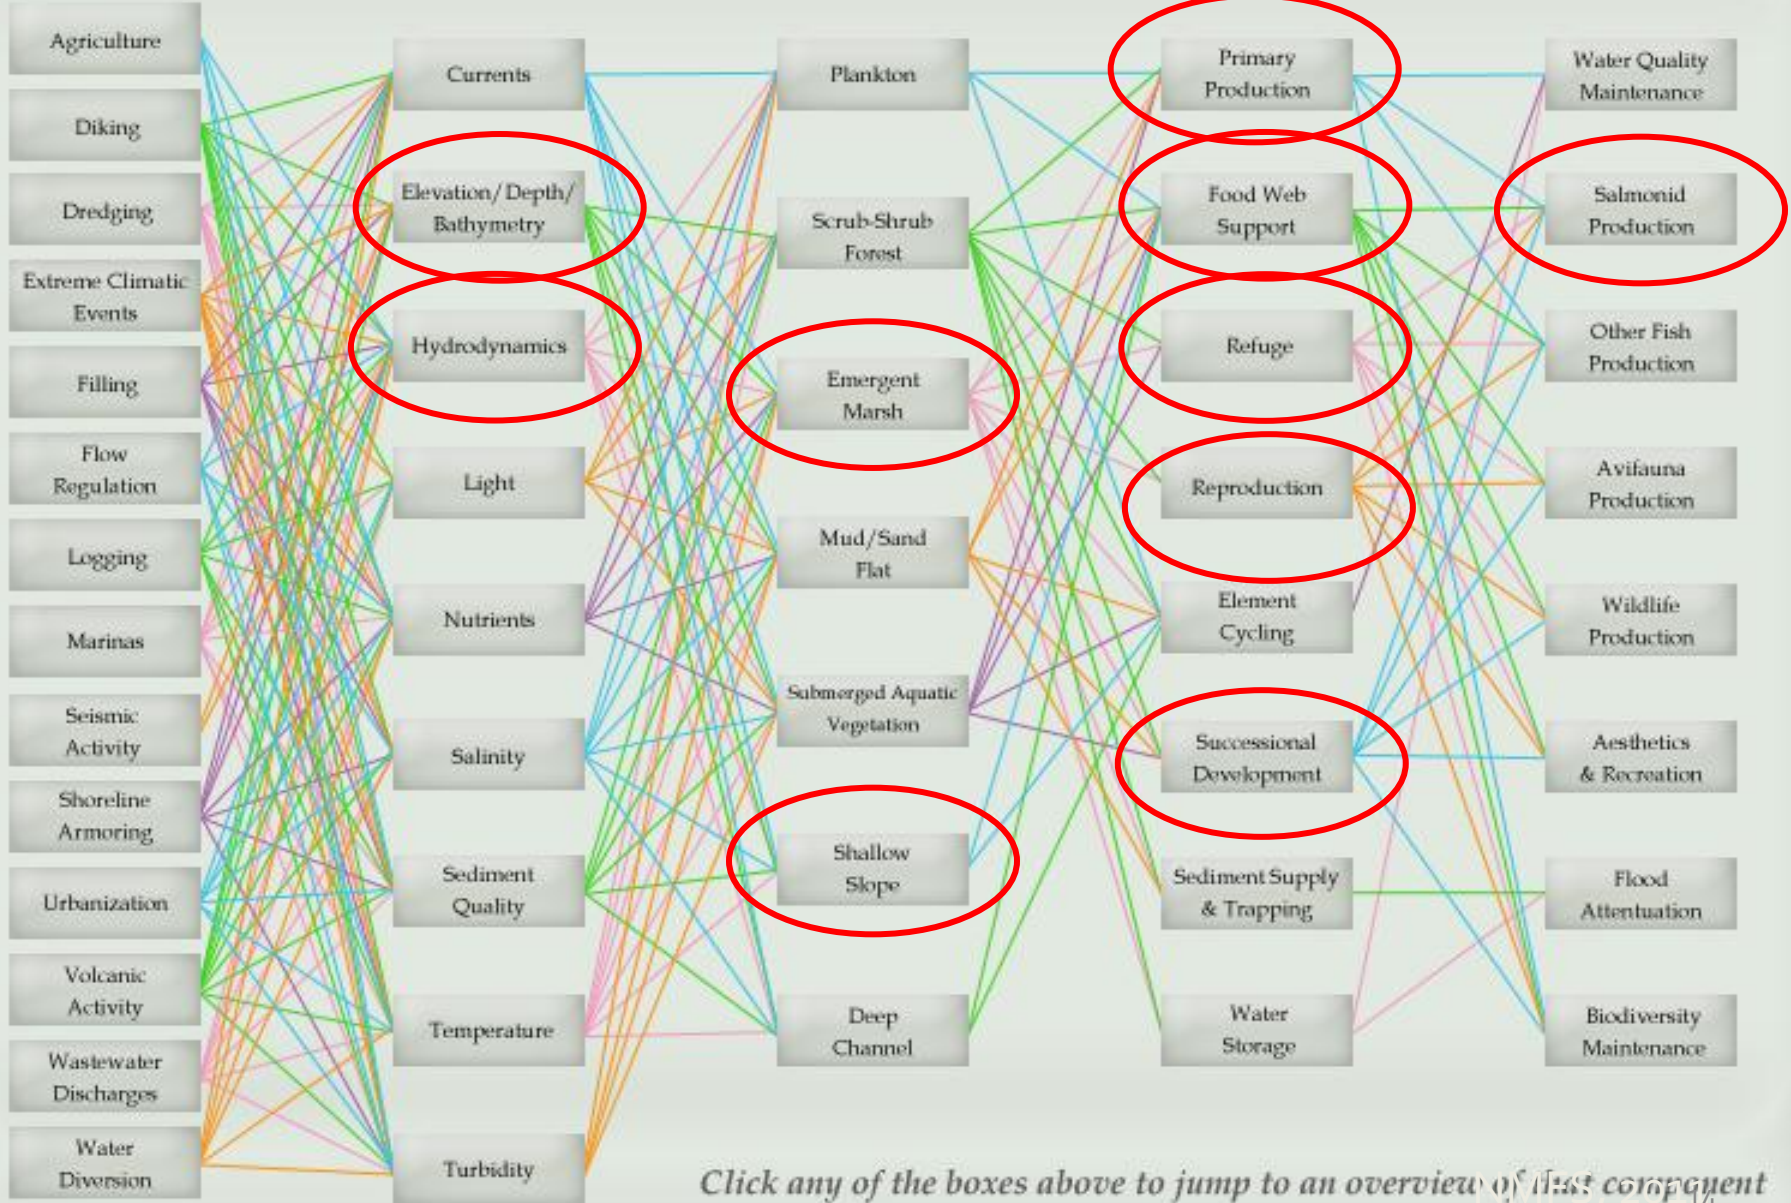 Agriculture
Diking
Dredging
Extreme Climatic
Events
Filling
Flow
Regulation
Logging
Marinas
Seismic
Activity
Shoreline
Armoring
Urbanization
Volcanic
Activity
Wastewater
Discharges
Water
Diversion
Currents
Elevation/Depth/
Bathymetry
Hydrodynamics
Light
Nutrients
Salinity
Sediment
Quality
Temperature
Turbidity
Plankton
Scrub-Shrub
Forest
Emergent
Marsh
Mud/Sand
Flat
Submerged Aquatic
Vegetation
Shallow
Slope
Deep
Channel
Primary
Production
Food Web
Support
Refuge
Reproduction
Element
Cycling
Successional
Development
Sediment Supply
& Trapping
Water
Storage
Water Quality
Maintenance
Salmonid
Production
Other Fish
Production
Avifauna
Production
Wildlife
Production
Aesthetics
& Recreation
Flood
Attentuation
Biodiversity
Maintenance
Click any of the boxes above to jump to an overview of that component